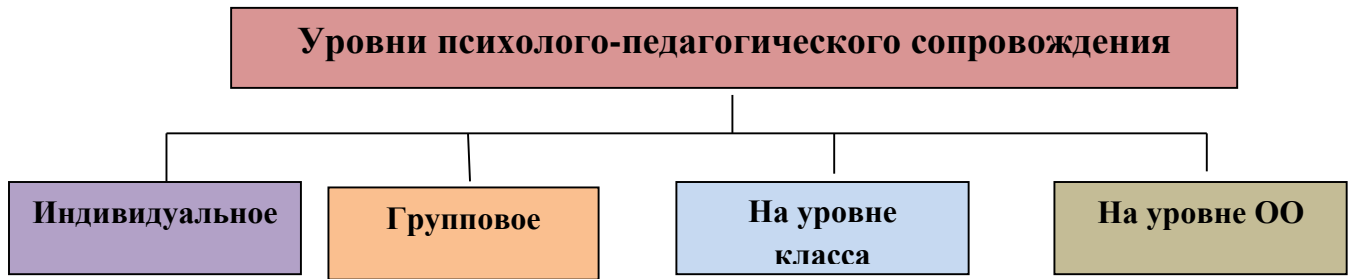 Уровни психолого-педагогического сопровождения
Индивидуальное
Групповое
На уровне
класса
На уровне ОО